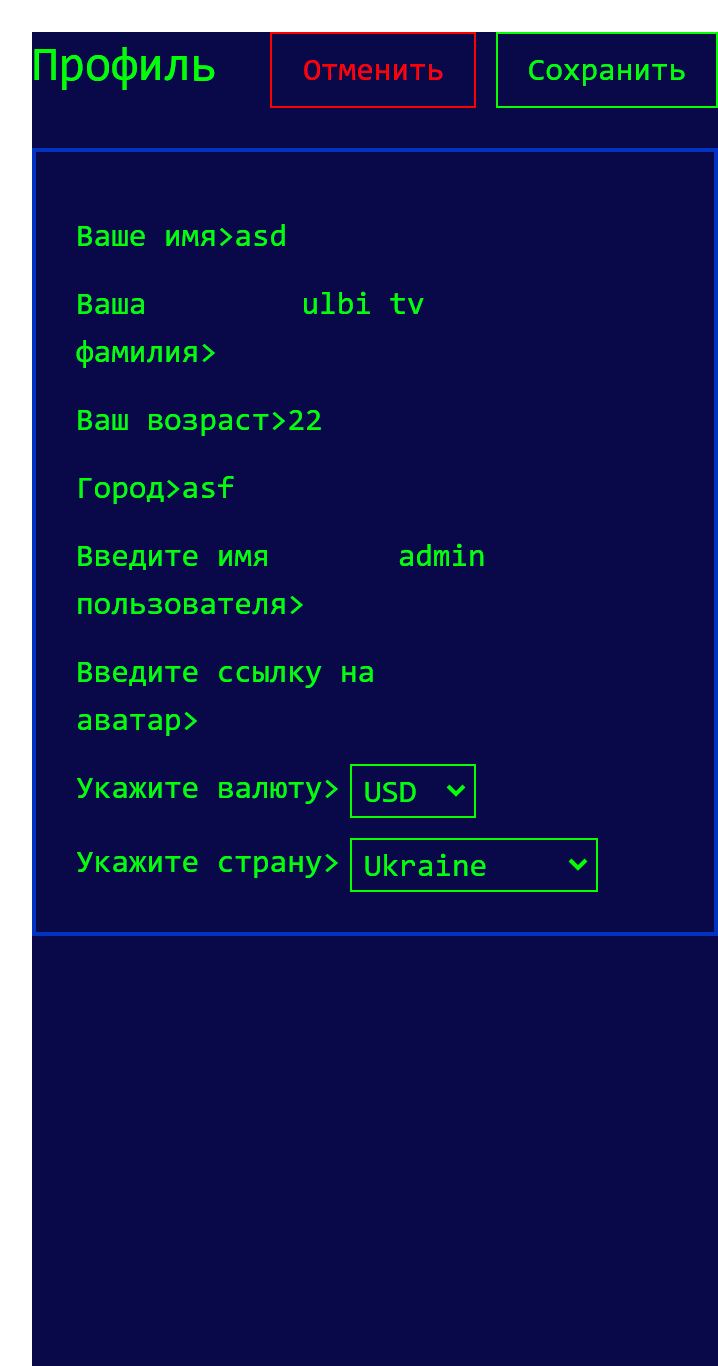 Профиль Отменить Сохранить
Ваше имя>asd
Ваша ulbi tv
фамилия>
Ваш возраст>22
Город>asf
Введите имя admin
пользователя>
Введите ссылку на
аватар>
Укажите валюту> USD
Укажите страну> Ukraine